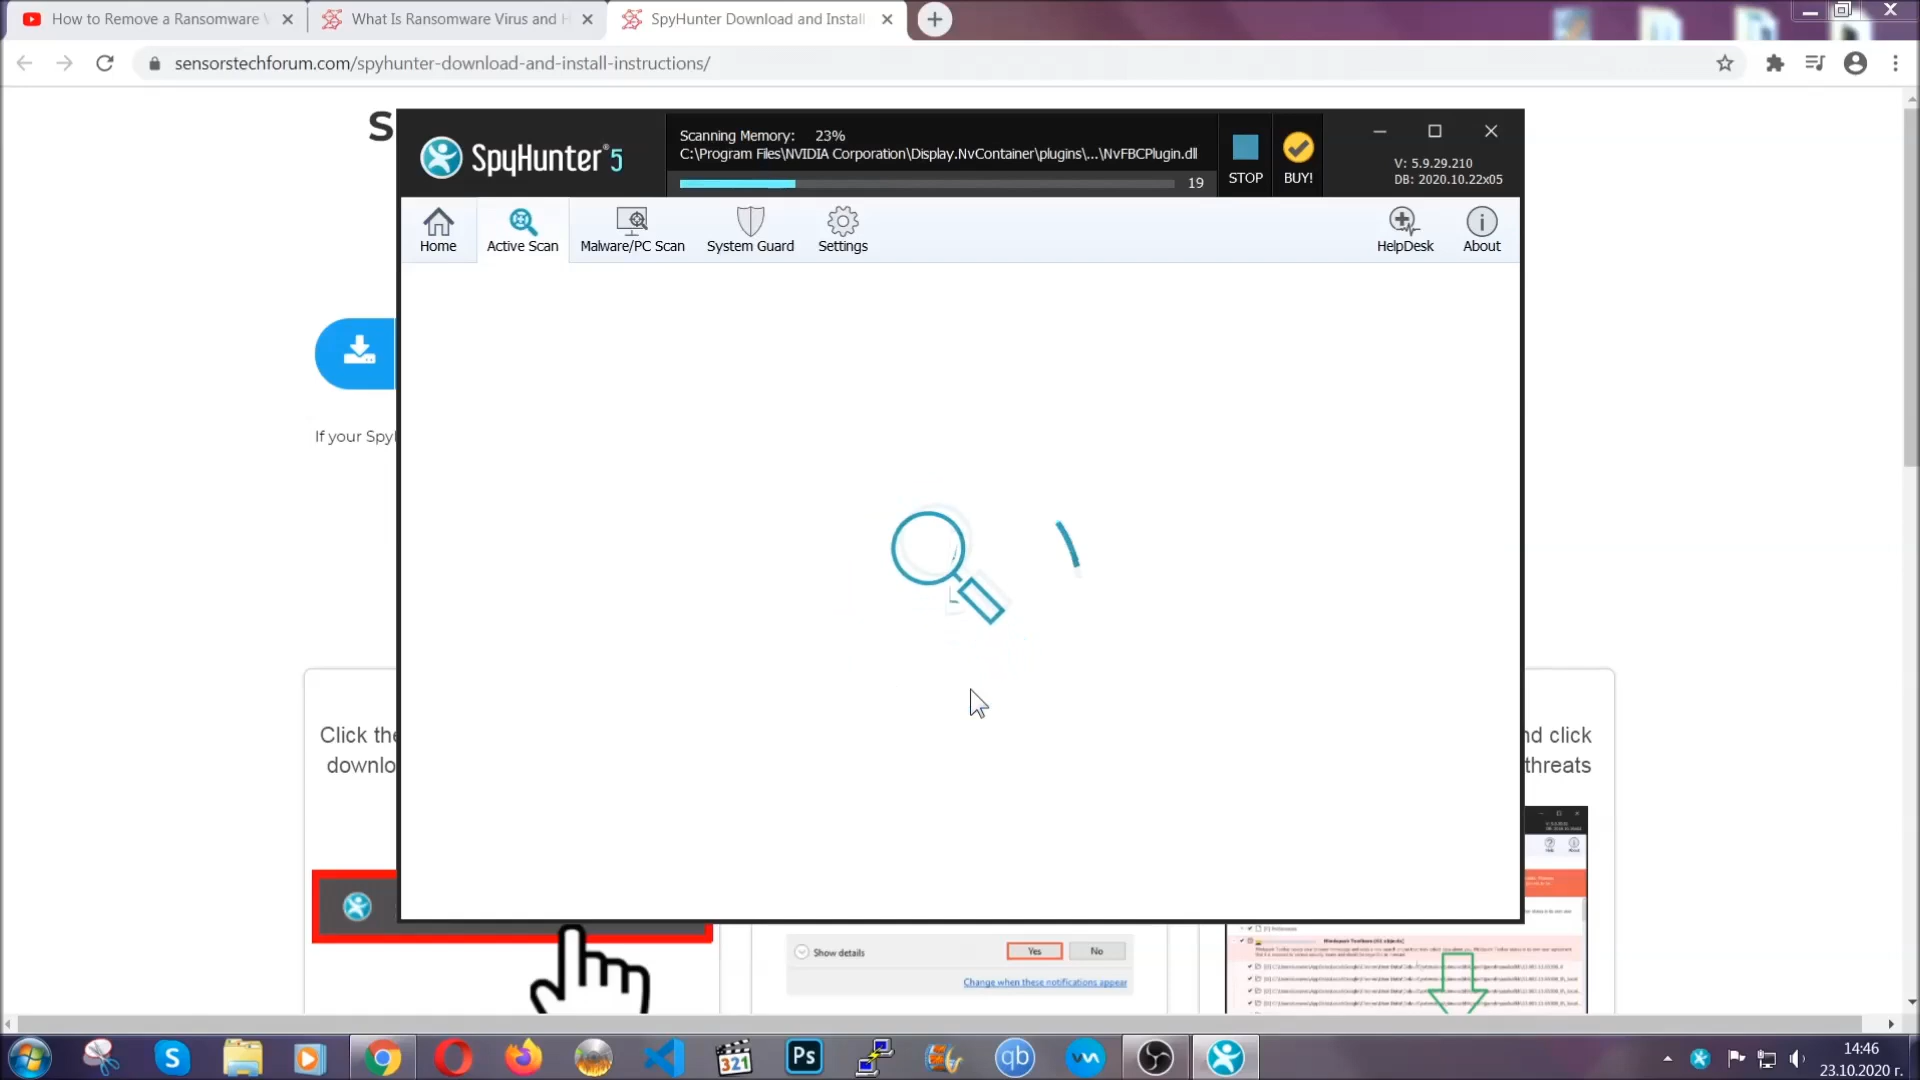 How to Remove a Ransomware
What Is Ransomware Virus and H
SpyHunter Download and Install
sensorstechforum.com/spyhunter-download-and-install-instructions/
S
SpyHunter® 5
Scanning Memory: 23%
C:\Program Files\NVIDIA Corporation\Display.NvContainer\plugins\...\NvFBCPlugin.dll
19
STOP
BUY!
V: 5.9.29.210
DB: 2020.10.22x05
Home
Active Scan
Malware/PC Scan
System Guard
Settings
HelpDesk
About
If your Spy
Click the
downlo
nd click
threats
Show details
Yes
No
Change when these notifications appear
S
321
Ps
qb
14:46
23.10.2020 г.